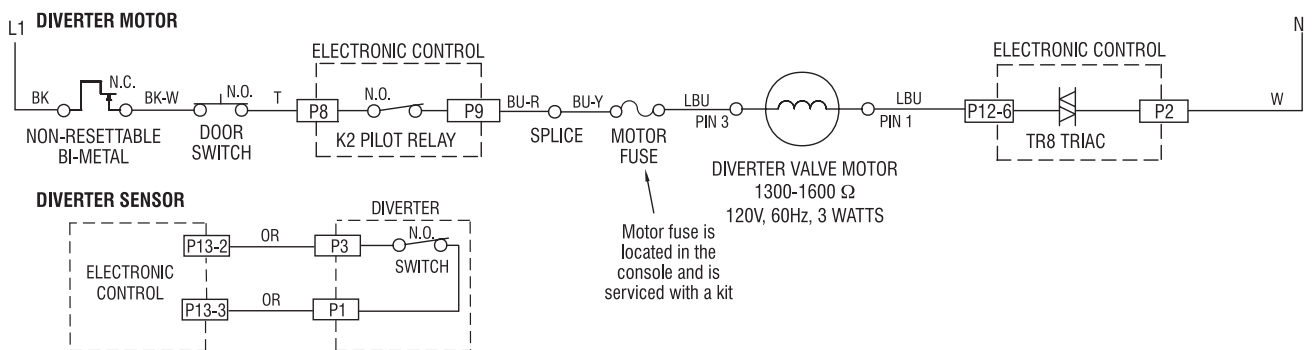 DIVERTER MOTOR
L1
N
ELECTRONIC CONTROL
ELECTRONIC CONTROL
BK
N.C.
BK-W
N.O.
T
P8
N.O.
P9
BU-R
BU-Y
LBU
PIN 3
LBU
PIN 1
P12-6
P2
W
NON-RESETTABLE
BI-METAL
DOOR
SWITCH
K2 PILOT RELAY
SPLICE
MOTOR
FUSE
TR8 TRIAC
DIVERTER VALVE MOTOR
1300-1600 Ω
120V, 60Hz, 3 WATTS
Motor fuse is
located in the
console and is
serviced with a kit
DIVERTER SENSOR
DIVERTER
P13-2
OR
P3
N.O.
SWITCH
ELECTRONIC
CONTROL
P13-3
OR
P1